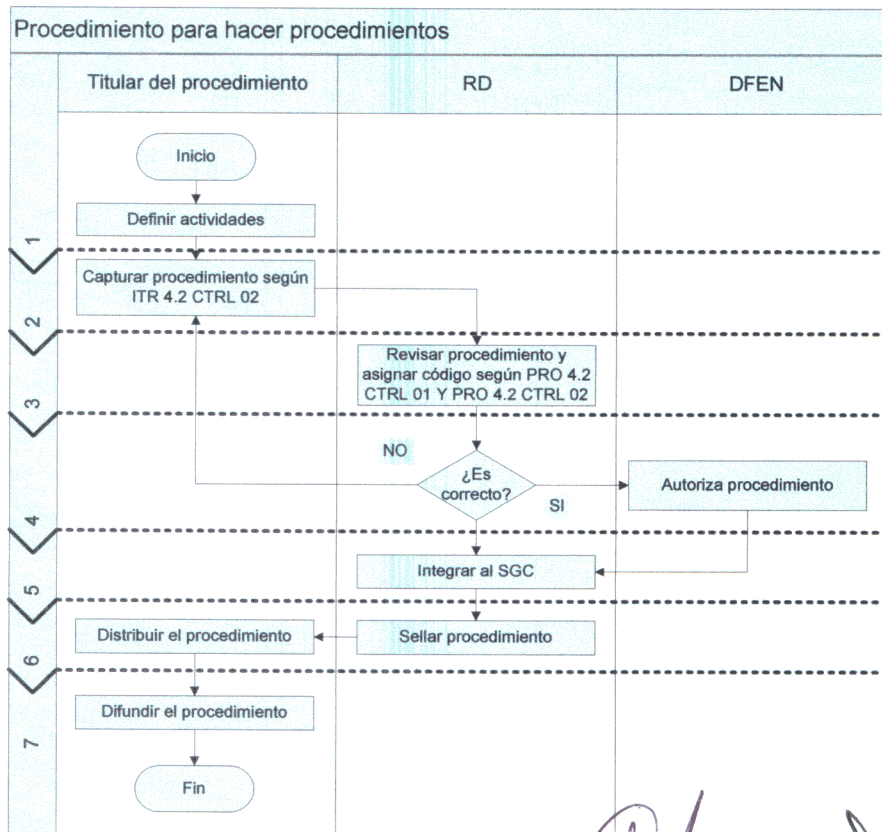 Procedimiento para hacer procedimientos
Titular del procedimiento
RD
DFEN
Inicio
Definir actividades
1
Capturar procedimiento según
ITR 4.2 CTRL 02
2
Revisar procedimiento y
asignar código según PRO 4.2
CTRL 01 Y PRO 4.2 CTRL 02
3
NO
¿Es
correcto?
SI
Autoriza procedimiento
4
Integrar al SGC
5
Distribuir el procedimiento
Sellar procedimiento
6
Difundir el procedimiento
7
Fin